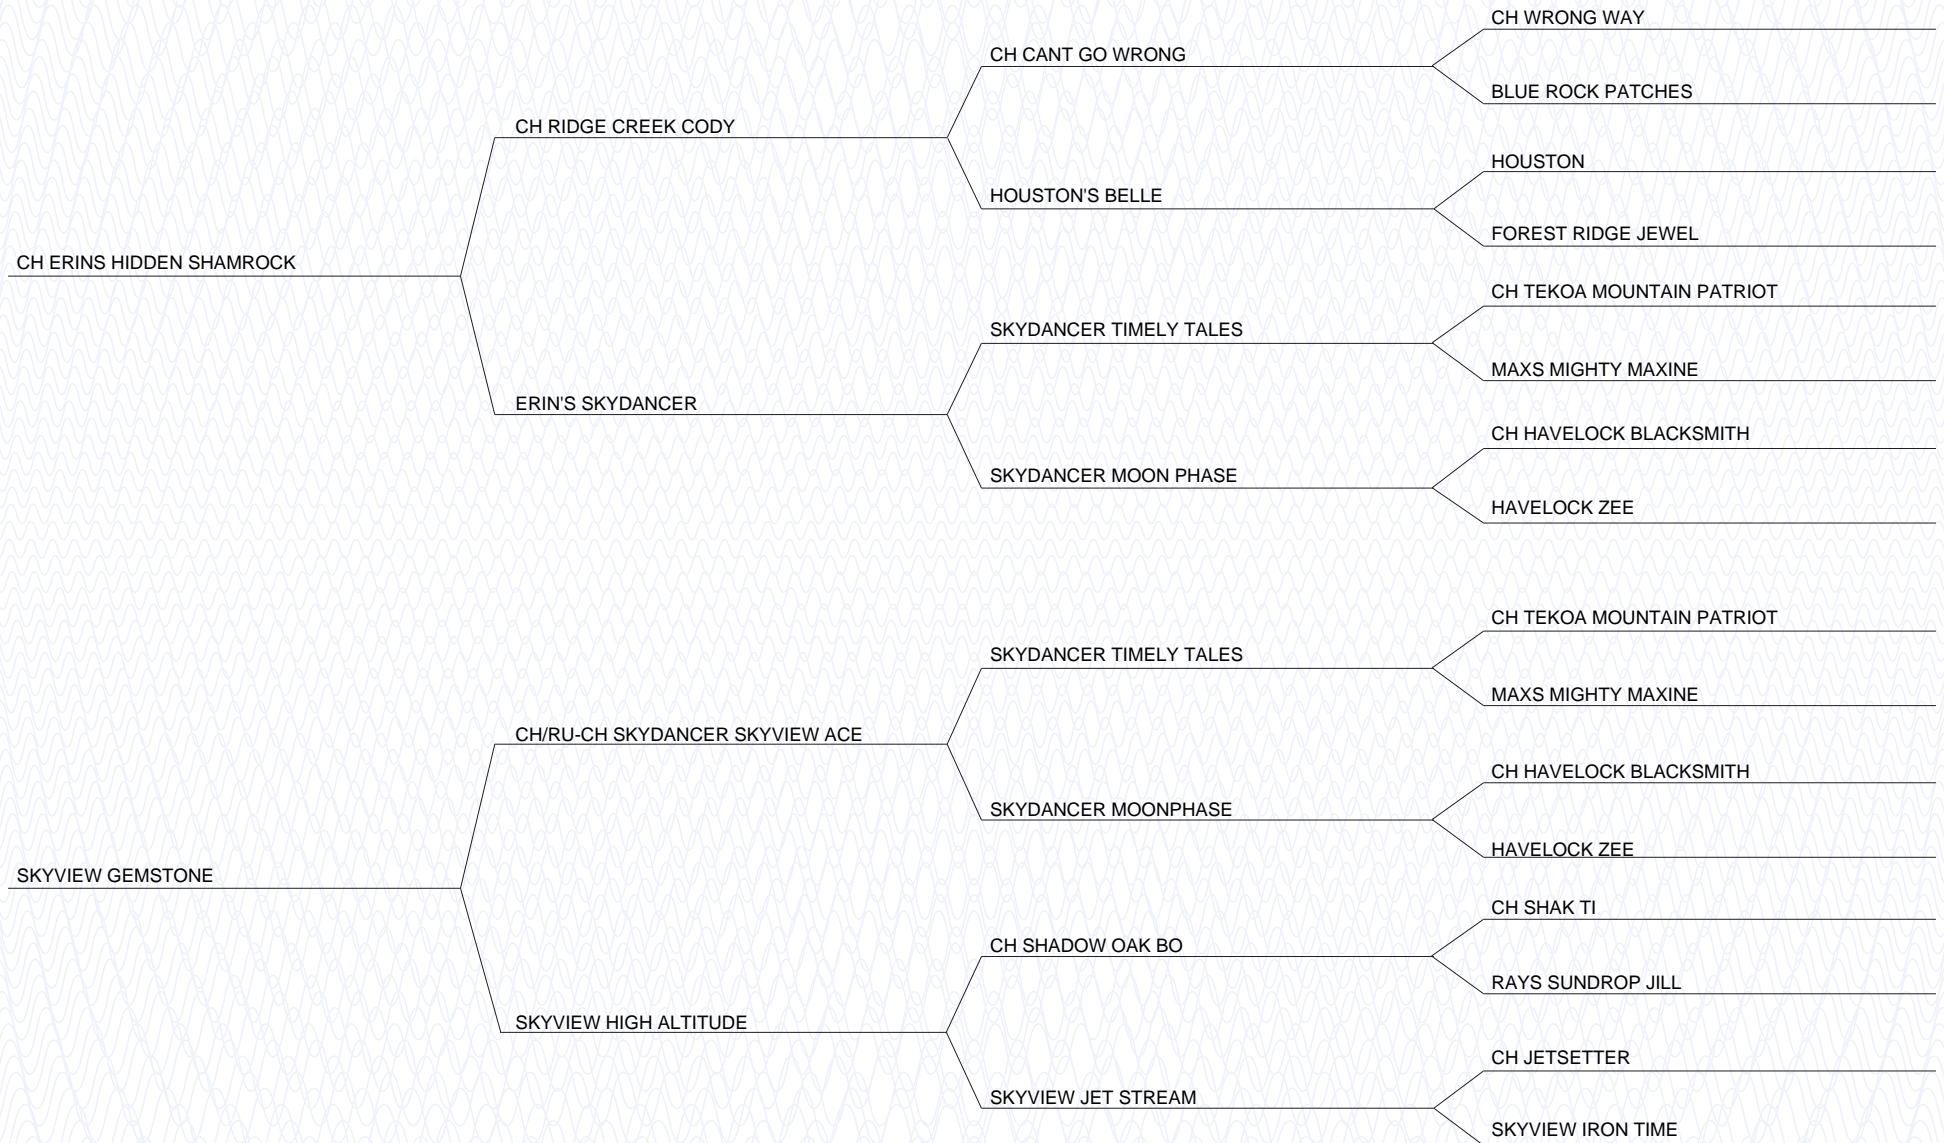 CH WRONG WAY
CH CANT GO WRONG
BLUE ROCK PATCHES
CH RIDGE CREEK CODY
HOUSTON
HOUSTON'S BELLE
FOREST RIDGE JEWEL
CH ERINS HIDDEN SHAMROCK
CH TEKOA MOUNTAIN PATRIOT
SKYDANCER TIMELY TALES
MAXS MIGHTY MAXINE
ERIN'S SKYDANCER
CH HAVELOCK BLACKSMITH
SKYDANCER MOON PHASE
HAVELOCK ZEE
CH TEKOA MOUNTAIN PATRIOT
SKYDANCER TIMELY TALES
MAXS MIGHTY MAXINE
CH/RU-CH SKYDANCER SKYVIEW ACE
CH HAVELOCK BLACKSMITH
SKYDANCER MOONPHASE
HAVELOCK ZEE
SKYVIEW GEMSTONE
CH SHAK TI
CH SHADOW OAK BO
RAYS SUNDROP JILL
SKYVIEW HIGH ALTITUDE
CH JETSETTER
SKYVIEW JET STREAM
SKYVIEW IRON TIME